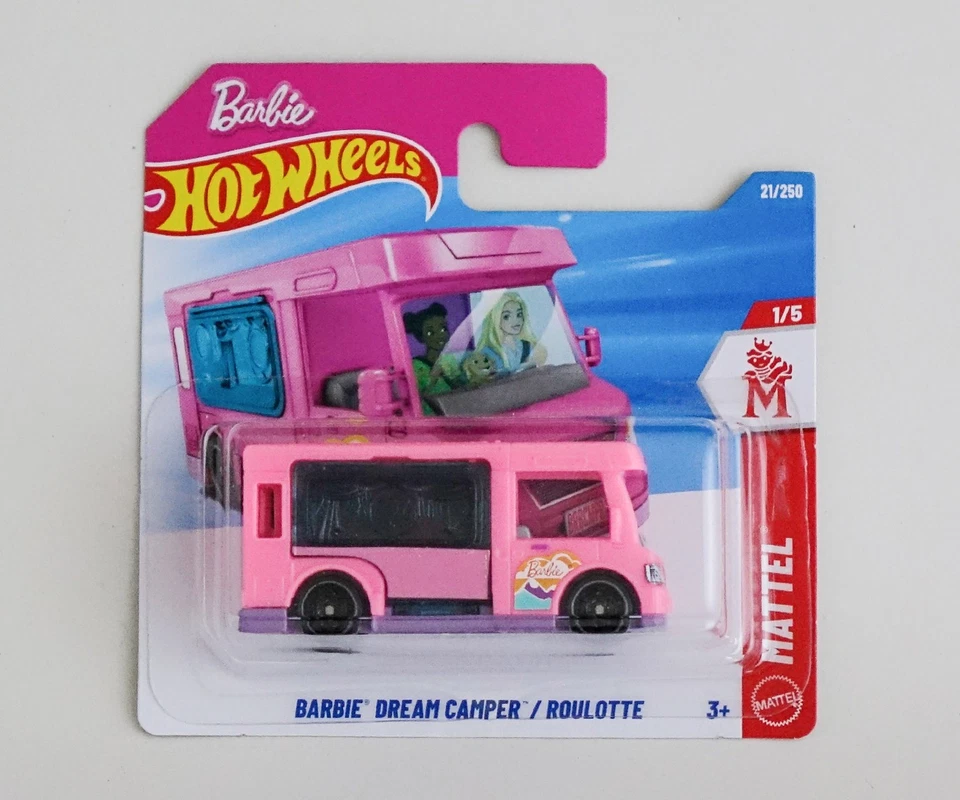 Barbie
HOT WHEELS
21/250
1/5
M
Barbie
MATTEL
MATTEL
BARBIE® DREAM CAMPER™ / ROULOTTE
3+